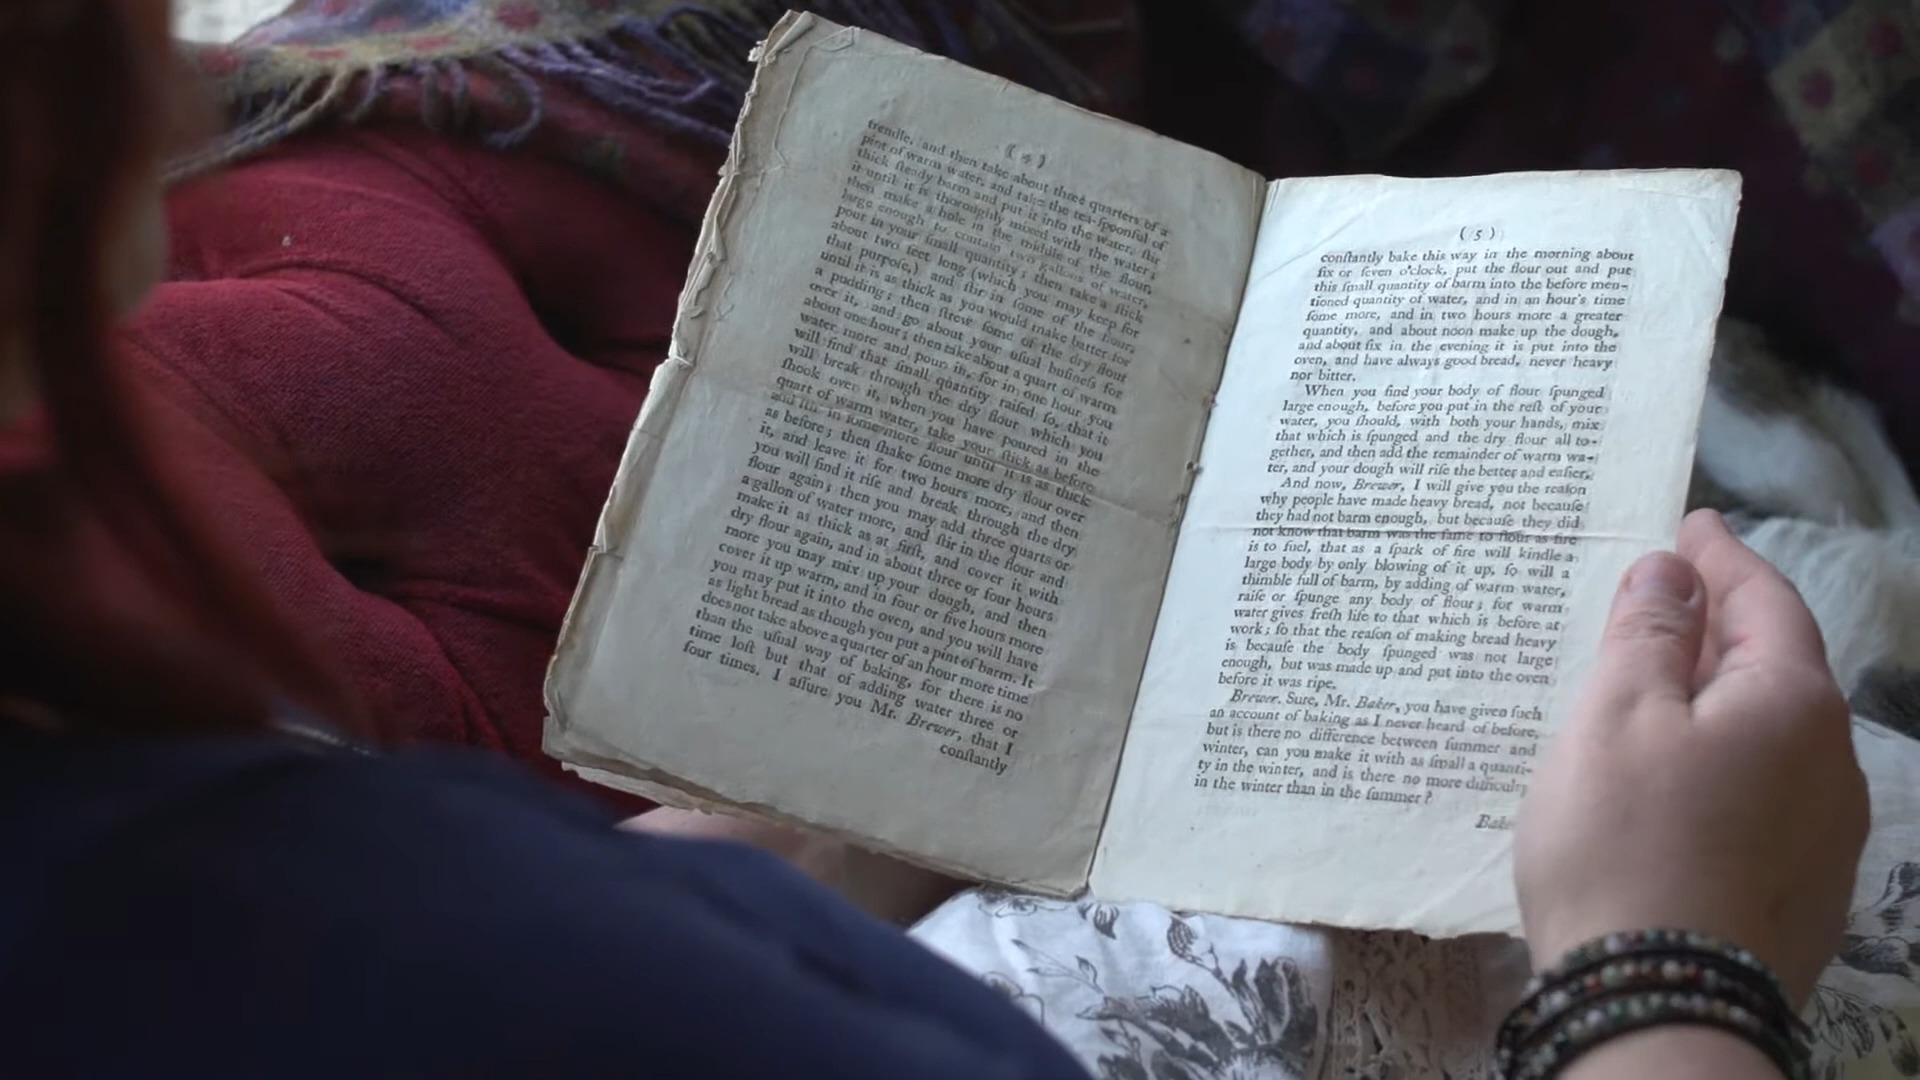 ( 4 )
trendle, and then take about three quarters of a
pint of warm water, and take the tea-ſpoonful of
thick ſteady barm and put it into the water, ſtir
it until it is thoroughly mixed with the water;
then make a hole in the middle of the flour,
large enough to contain two gallons of water,
pour in your ſmall quantity; then take a ſtick
about two feet long (which you may keep for
that purpoſe,) and ſtir in ſome of the flour,
until it is as thick as you would make batter for
a pudding; then ſtrew ſome of the dry flour
over it, and go about your uſual buſineſs for
about one hour; then take about a quart of warm
water more and pour in, for in one hour you
will find that ſmall quantity raiſed ſo, that it
will break through the dry flour which you
ſhook over it, when you have poured in the
quart of warm water, take your ſtick as before
and ſtir in ſome more flour until it is as thick
as before; then ſhake ſome more dry flour over
it, and leave it for two hours more, and then
you will find it riſe and break through the dry
flour again; then you may add three quarts or
a gallon of water more, and ſtir in the flour and
make it as thick as at firſt, and cover it with
dry flour again, and in about three or four hours
more you may mix up your dough, and then
cover it up warm, and in four or five hours more
you may put it into the oven, and you will have
as light bread as though you put a pint of barm. It
does not take above a quarter of an hour more time
than the uſual way of baking, for there is no
time loſt but that of adding water three or
four times. I aſſure you Mr. Brewer, that I
conſtantly
( 5 )
conſtantly bake this way in the morning about
ſix or ſeven o'clock, put the flour out and put
this ſmall quantity of barm into the before men-
tioned quantity of water, and in an hour's time
ſome more, and in two hours more a greater
quantity, and about noon make up the dough,
and about ſix in the evening it is put into the
oven, and have always good bread, never heavy
nor bitter.
When you find your body of flour ſpunged
large enough, before you put in the reſt of your
water, you ſhould, with both your hands, mix
that which is ſpunged and the dry flour all to-
gether, and then add the remainder of warm wa-
ter, and your dough will riſe the better and eaſier.
And now, Brewer, I will give you the reaſon
why people have made heavy bread, not becauſe
they had not barm enough, but becauſe they did
not know that barm was the ſame to flour as fire
is to fuel, that as a ſpark of fire will kindle a
large body by only blowing of it up, ſo will a
thimble full of barm, by adding of warm water,
raiſe or ſpunge any body of flour; for warm
water gives freſh life to that which is before at
work; ſo that the reaſon of making bread heavy
is becauſe the body ſpunged was not large
enough, but was made up and put into the oven
before it was ripe.
Brewer. Sure, Mr. Baker, you have given ſuch
an account of baking as I never heard of before,
but is there no difference between ſummer and
winter, can you make it with as ſmall a quanti-
ty in the winter, and is there no more difficulty
in the winter than in the ſummer?